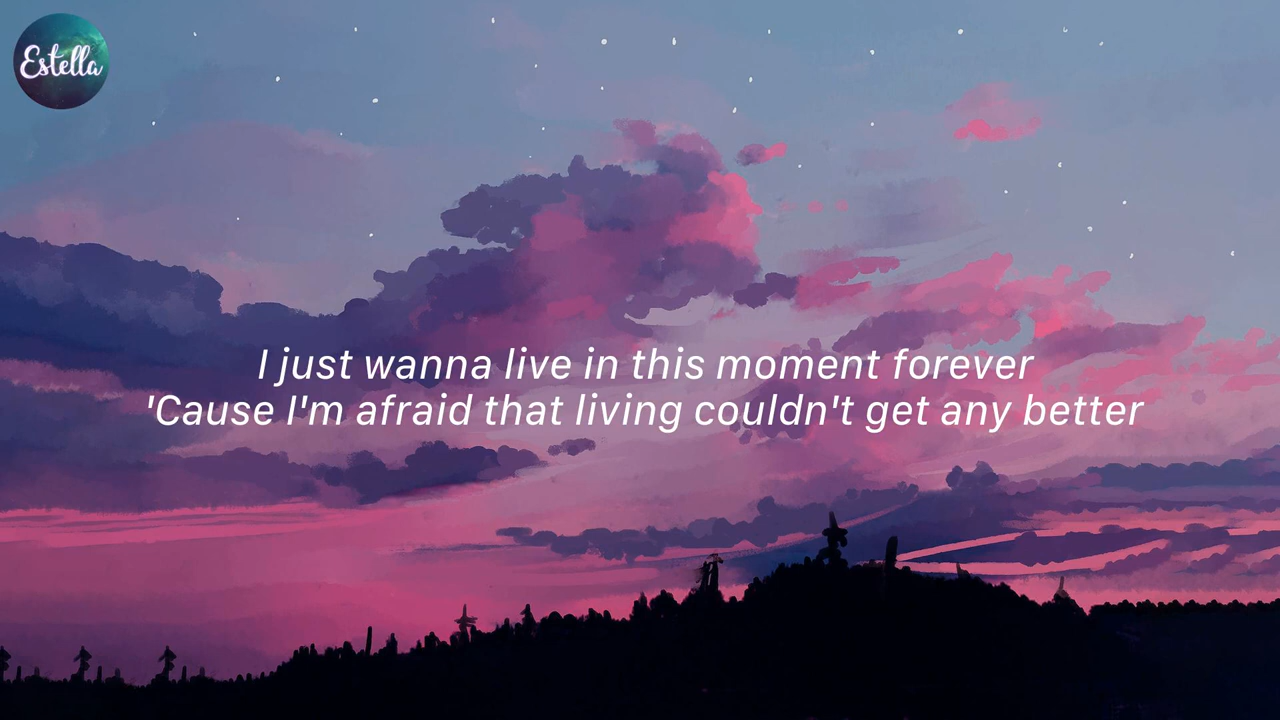 Estella
I just wanna live in this moment forever
'Cause I'm afraid that living couldn't get any better